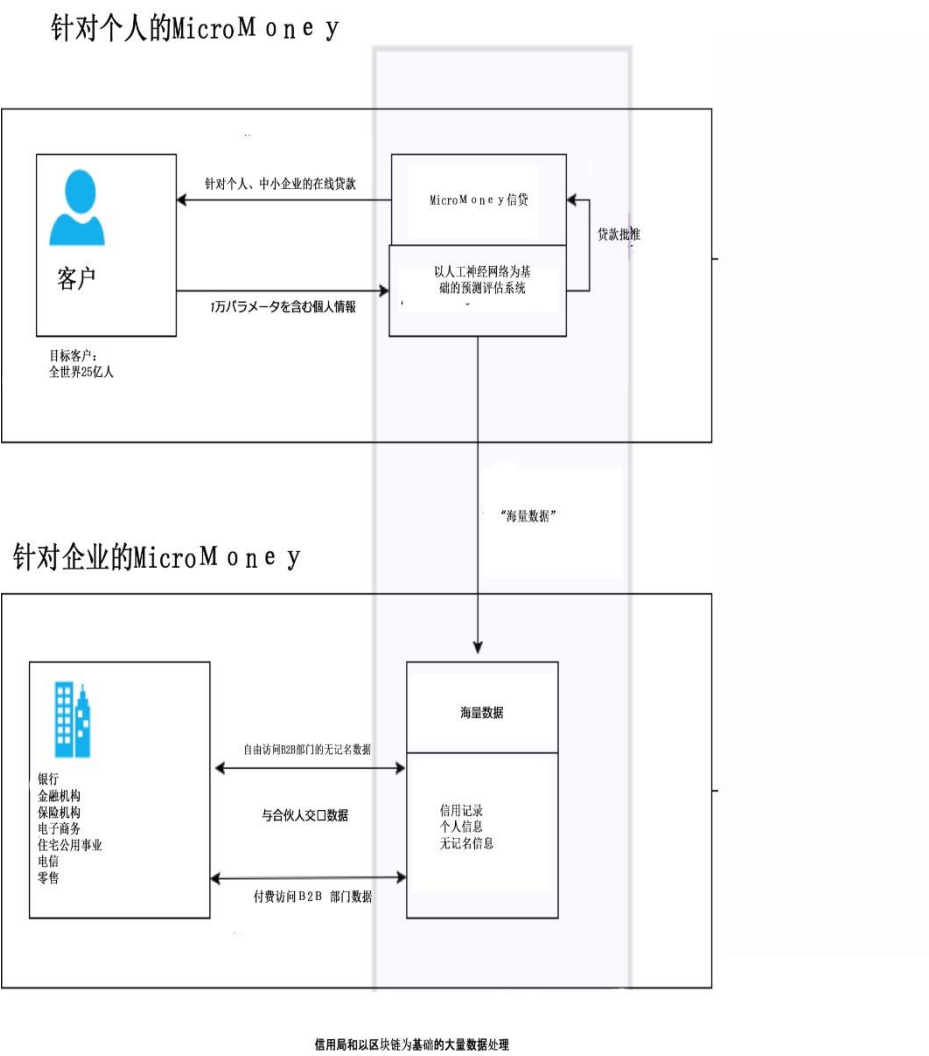 针对个人的MicroMoney
针对个人、中小企业的在线贷款
MicroMoney信贷
贷款批准
客户
以人工神经网络为基
础的预测评估系统
1万パラメータを含む個人情報
目标客户：
全世界25亿人
“海量数据”
针对企业的MicroMoney
海量数据
自由访问B2B部门的无记名数据
银行
金融机构
保险机构
电子商务
住宅公用事业
电信
零售
与合伙人交口数据
信用记录
个人信息
无记名信息
付费访问B2B 部门数据
信用局和以区块链为基础的大量数据处理